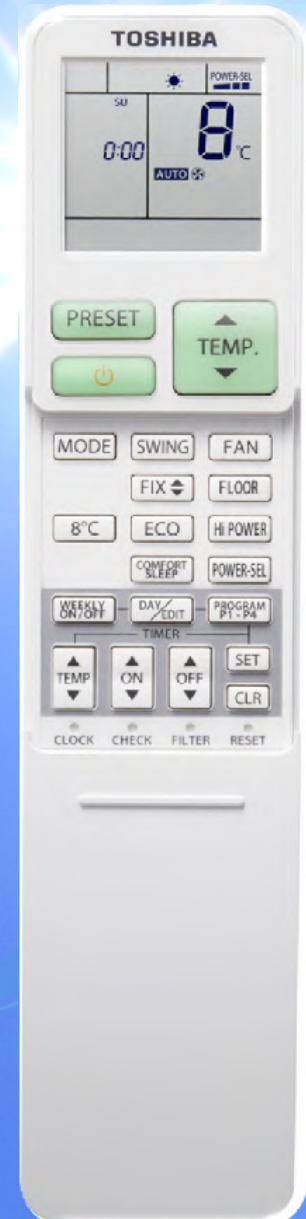 TOSHIBA
POWER-SEL
SU
0:00 8 °C
AUTO
PRESET
TEMP.
MODE SWING FAN
FIX FLOOR
8°C ECO Hi POWER
COMFORT SLEEP POWER-SEL
WEEKLY ON/OFF DAY/EDIT PROGRAM P1 - P4
TIMER
TEMP ON OFF SET
CLR
CLOCK CHECK FILTER RESET